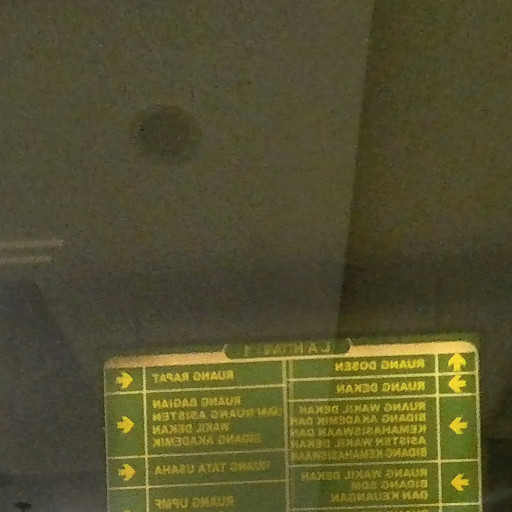 LANTAI 1
RUANG DOSEN
RUANG DEKAN
RUANG WAKIL DEKAN
BIDANG AKADEMIK DAN
KEMAHASISWAAN DAN
ASISTEN WAKIL DEKAN
BIDANG KEMAHASISWAAN
RUANG WAKIL DEKAN
BIDANG SDM
DAN KEUANGAN
RUANG RAPAT
RUANG BAGIAN
DAN RUANG ASISTEN
WAKIL DEKAN
BIDANG AKADEMIK
RUANG TATA USAHA
RUANG UPMF